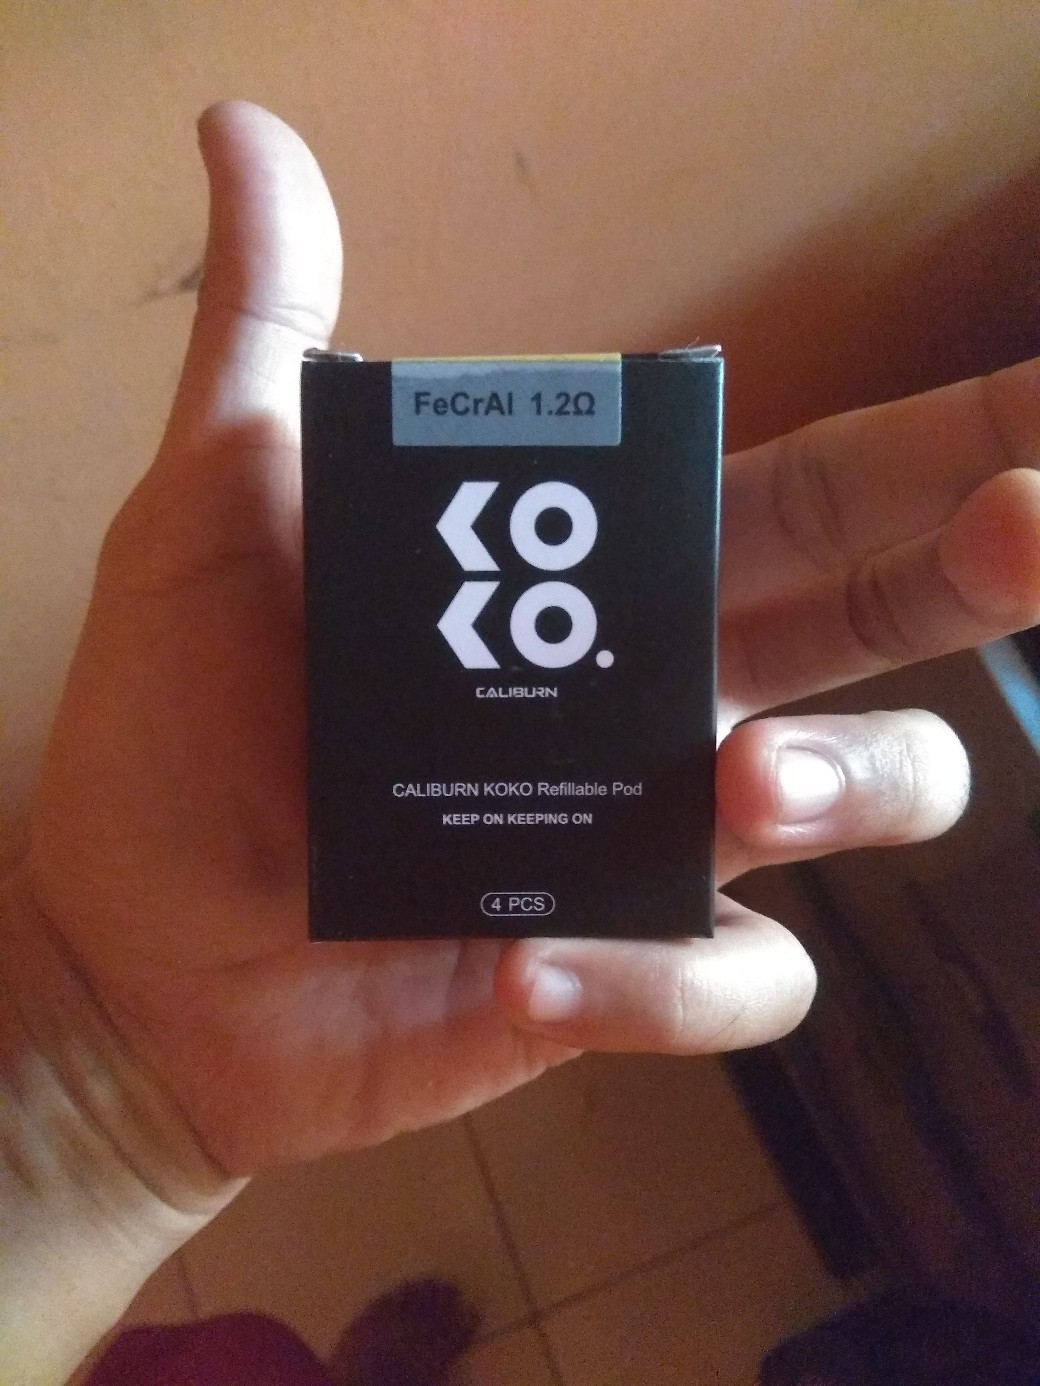 FeCrAl 1.2Ω
KO
KO.
CALIBURN
CALIBURN KOKO Refillable Pod
KEEP ON KEEPING ON
4 PCS